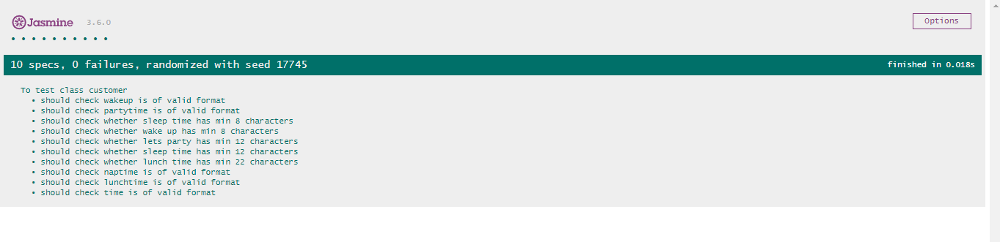 Jasmine 3.6.0
Options
10 specs, 0 failures, randomized with seed 17745
finished in 0.018s
To test class customer
• should check wakeup is of valid format
• should check partytime is of valid format
• should check whether sleep time has min 8 characters
• should check whether wake up has min 8 characters
• should check whether lets party has min 12 characters
• should check whether sleep time has min 12 characters
• should check whether lunch time has min 22 characters
• should check naptime is of valid format
• should check lunchtime is of valid format
• should check time is of valid format